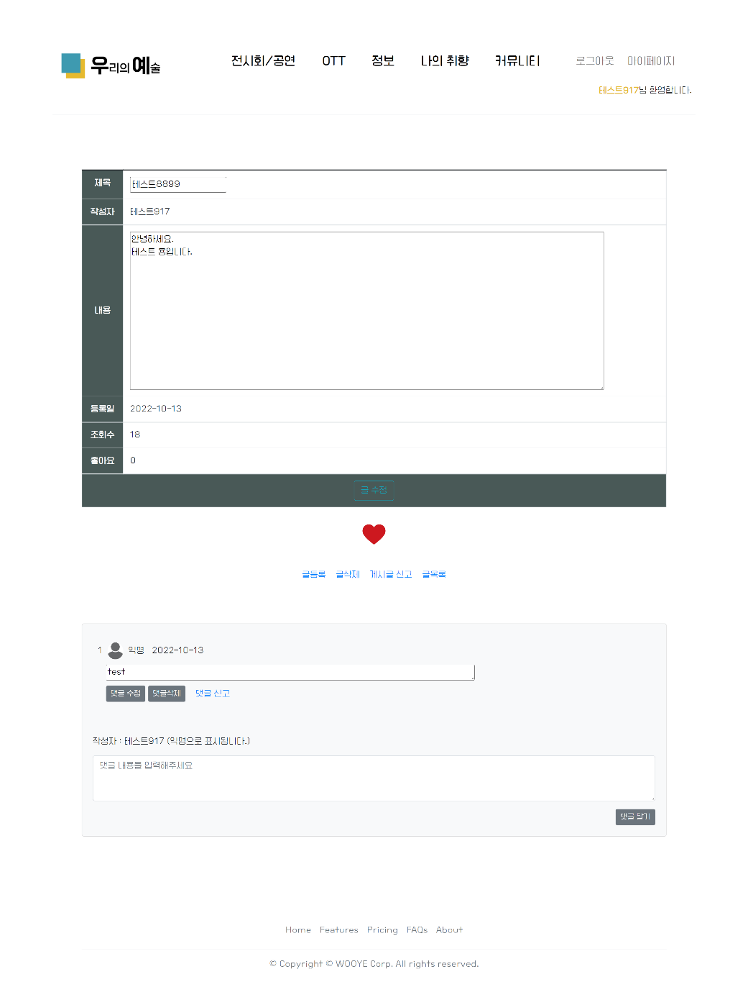 우리의 예술
전시회/공연 OTT 정보 나의 취향 커뮤니티 로그아웃 마이페이지
테스트917님 환영합니다.
제목 테스트8899
작성자 테스트917
내용
안녕하세요.
테스트 용입니다.
등록일 2022-10-13
조회수 18
좋아요 0
글 수정
글등록 글삭제 게시글 신고 글목록
1 익명 2022-10-13
test
댓글 수정 댓글삭제 댓글 신고
작성자 : 테스트917 (익명으로 표시됩니다.)
댓글 내용을 입력해주세요
댓글 달기
Home Features Pricing FAQs About
© Copyright © WOOYE Corp. All rights reserved.